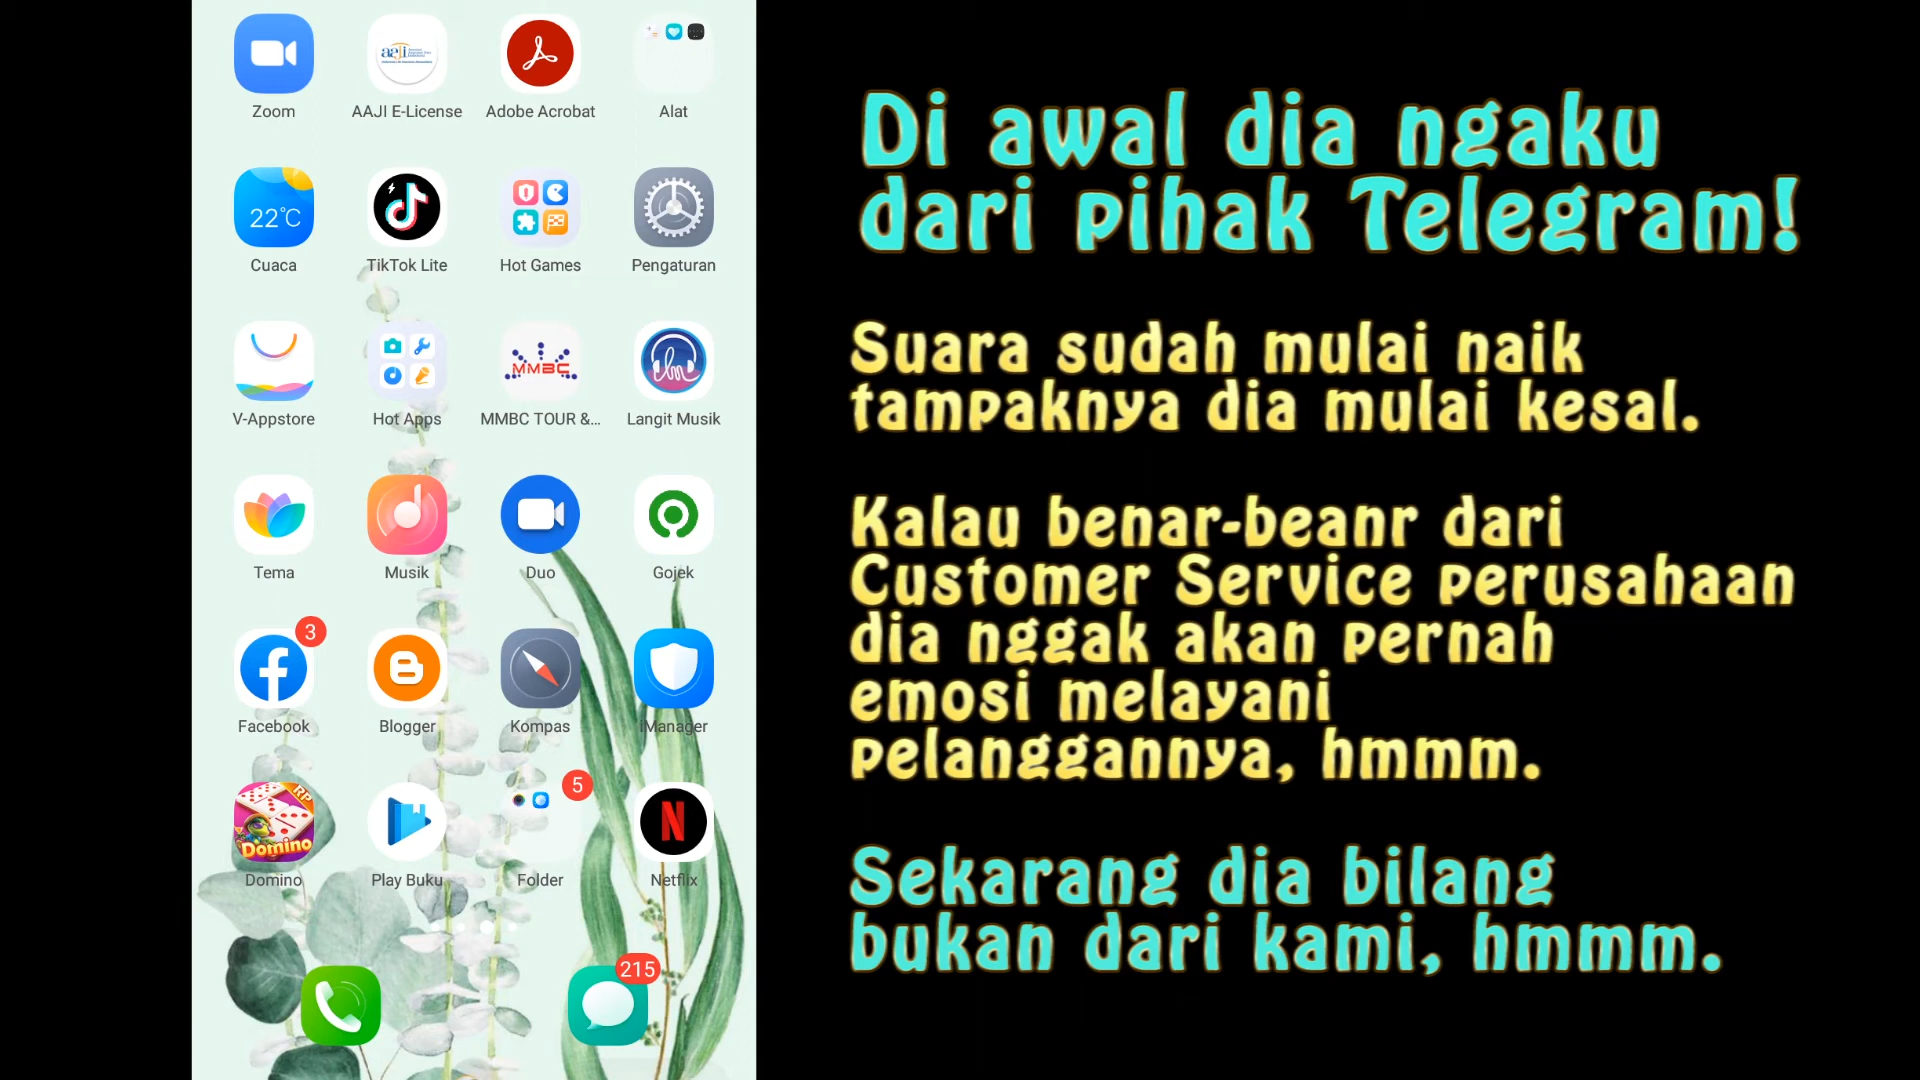 Zoom
AAJI E-License
Adobe Acrobat
Alat
22°C
Cuaca
TikTok Lite
Hot Games
Pengaturan
V-Appstore
Hot Apps
MMBC
MMBC TOUR &...
Langit Musik
Tema
Musik
Duo
Gojek
3
Facebook
Blogger
Kompas
iManager
RP
Domino
Domino
Play Buku
5
Folder
N
Netflix
215
Di awal dia ngaku
dari pihak Telegram!
Suara sudah mulai naik
tampaknya dia mulai kesal.
Kalau benar-beanr dari
Customer Service perusahaan
dia nggak akan pernah
emosi melayani
pelanggannya, hmmm.
Sekarang dia bilang
bukan dari kami, hmmm.